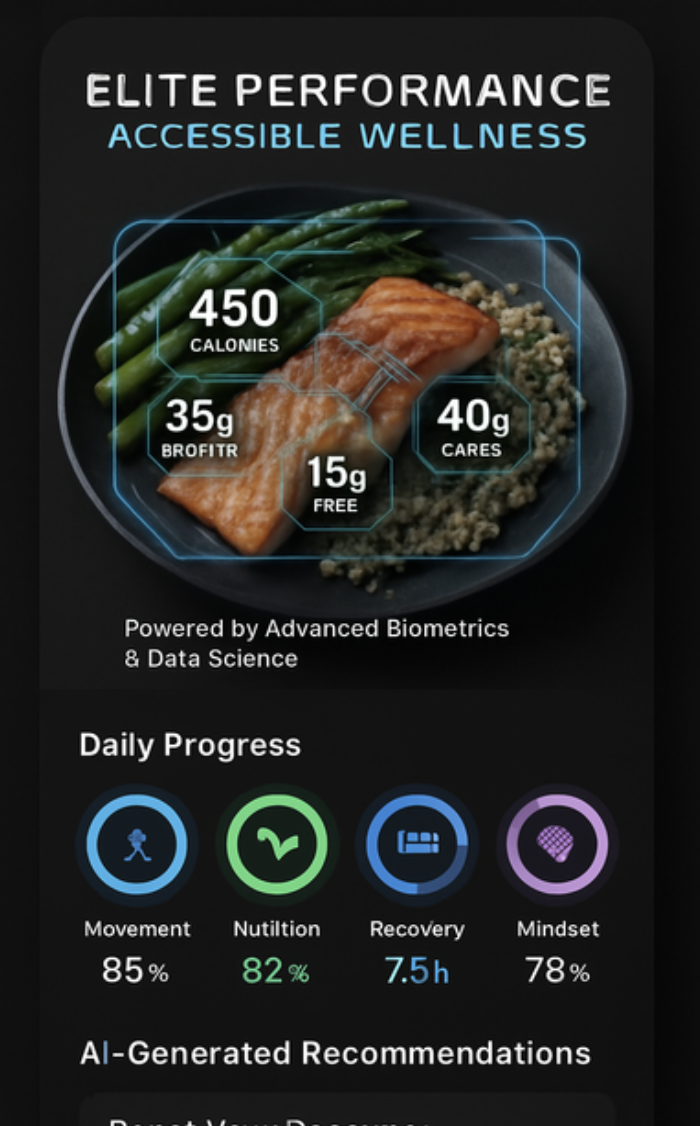 ELITE PERFORMANCE
ACCESSIBLE WELLNESS
450
CALONIES
35g
BROFITR
40g
CARES
15g
FREE
Powered by Advanced Biometrics
& Data Science
Daily Progress
Movement
Nutiltion
Recovery
Mindset
85%
82%
7.5h
78%
AI-Generated Recommendations